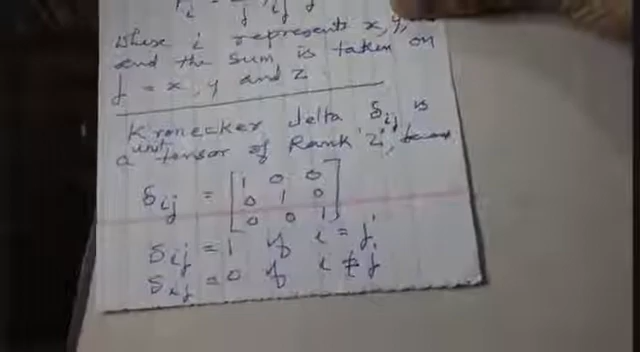 where i represents x, y,
and the sum is taken on
j = x, y and z
Kronecker delta δij is
a unit tensor of Rank '2',
δij = [1 0 0
0 1 0
0 0 1]
δij = 1 if i = j
δij = 0 if i ≠ j